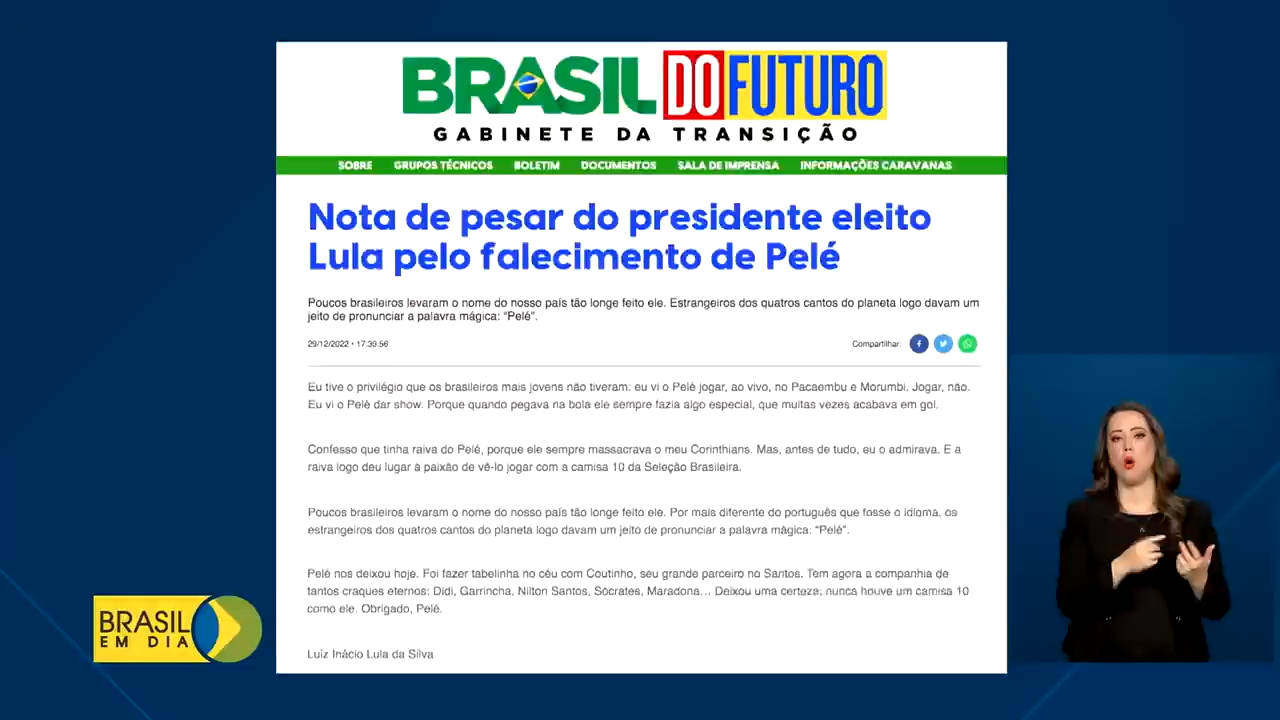 BRASIL DO FUTURO
GABINETE DA TRANSIÇÃO
SOBRE GRUPOS TÉCNICOS BOLETIM DOCUMENTOS SALA DE IMPRENSA INFORMAÇÕES CARAVANAS
Nota de pesar do presidente eleito
Lula pelo falecimento de Pelé
Poucos brasileiros levaram o nome do nosso país tão longe feito ele. Estrangeiros dos quatros cantos do planeta logo davam um
jeito de pronunciar a palavra mágica: “Pelé”.
29/12/2022 • 17:39:56
Compartilhar:
Eu tive o privilégio que os brasileiros mais jovens não tiveram: eu vi o Pelé jogar, ao vivo, no Pacaembu e Morumbi. Jogar, não.
Eu vi o Pelé dar show. Porque quando pegava na bola ele sempre fazia algo especial, que muitas vezes acabava em gol.
Confesso que tinha raiva do Pelé, porque ele sempre massacrava o meu Corinthians. Mas, antes de tudo, eu o admirava. E a
raiva logo deu lugar à paixão de vê-lo jogar com a camisa 10 da Seleção Brasileira.
Poucos brasileiros levaram o nome do nosso país tão longe feito ele. Por mais diferente do português que fosse o idioma, os
estrangeiros dos quatros cantos do planeta logo davam um jeito de pronunciar a palavra mágica: “Pelé”.
Pelé nos deixou hoje. Foi fazer tabelinha no céu com Coutinho, seu grande parceiro no Santos. Tem agora a companhia de
tantos craques eternos: Didi, Garrincha, Nilton Santos, Sócrates, Maradona... Deixou uma certeza: nunca houve um camisa 10
como ele. Obrigado, Pelé.
Luiz Inácio Lula da Silva
BRASIL
EM DIA